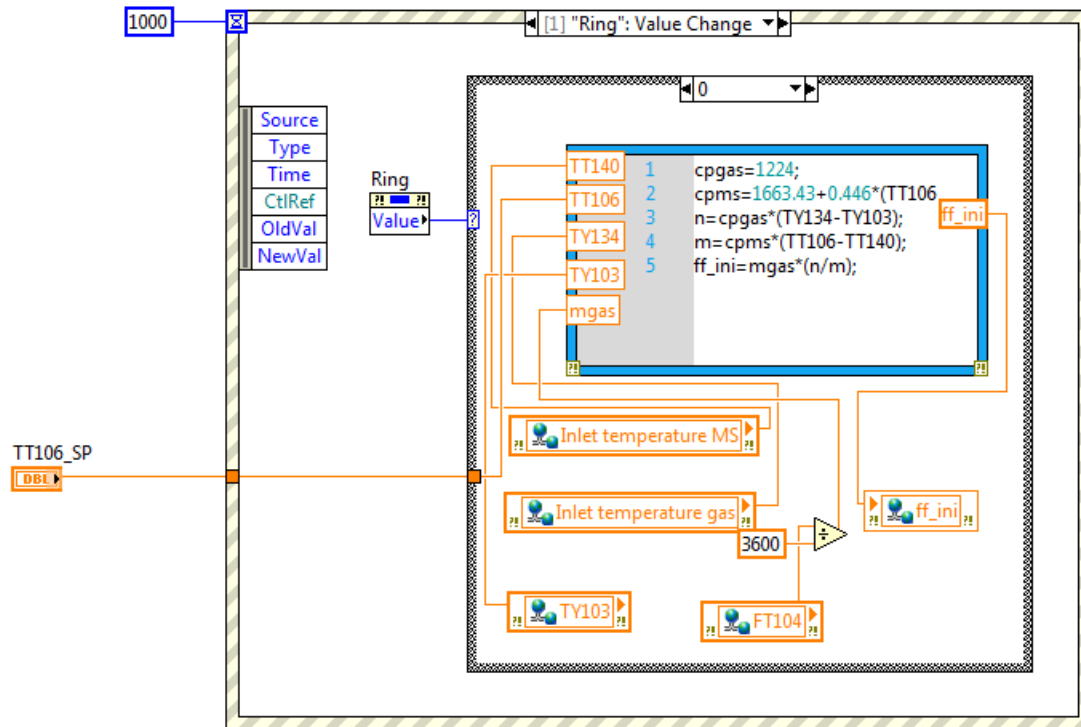 1000
[1] "Ring": Value Change
0
Source
Type
Time
CtlRef
OldVal
NewVal
Ring
Value
?
TT140
TT106
TY134
TY103
mgas
1 cpgas=1224;
2 cpms=1663.43+0.446*(TT106
3 n=cpgas*(TY134-TY103);
4 m=cpms*(TT106-TT140);
5 ff_ini=mgas*(n/m);
ff_ini
Inlet temperature MS
TT106_SP
DBL
Inlet temperature gas
ff_ini
3600
÷
TY103
FT104